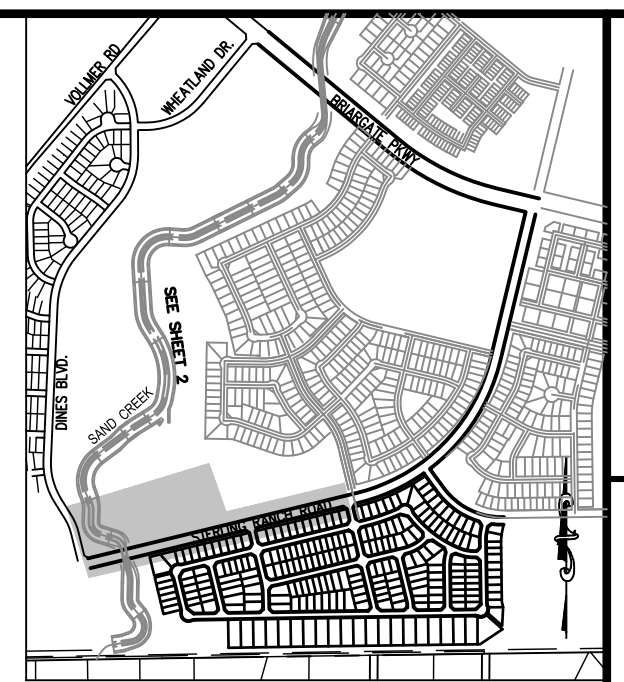 VOLLMER RD
WHEATLAND DR.
BRIARGATE PKWY
SEE SHEET 2
DINES BLVD.
SAND CREEK
STERLING RANCH ROAD